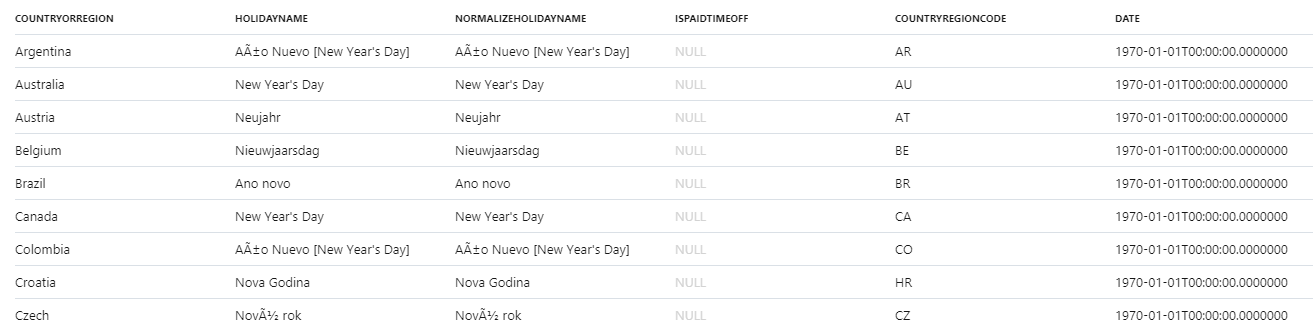 COUNTRYORREGION HOLIDAYNAME NORMALIZEHOLIDAYNAME ISPAIDTIMEOFF COUNTRYREGIONCODE DATE
Argentina AÃ±o Nuevo [New Year's Day] AÃ±o Nuevo [New Year's Day] NULL AR 1970-01-01T00:00:00.0000000
Australia New Year's Day New Year's Day NULL AU 1970-01-01T00:00:00.0000000
Austria Neujahr Neujahr NULL AT 1970-01-01T00:00:00.0000000
Belgium Nieuwjaarsdag Nieuwjaarsdag NULL BE 1970-01-01T00:00:00.0000000
Brazil Ano novo Ano novo NULL BR 1970-01-01T00:00:00.0000000
Canada New Year's Day New Year's Day NULL CA 1970-01-01T00:00:00.0000000
Colombia AÃ±o Nuevo [New Year's Day] AÃ±o Nuevo [New Year's Day] NULL CO 1970-01-01T00:00:00.0000000
Croatia Nova Godina Nova Godina NULL HR 1970-01-01T00:00:00.0000000
Czech NovÃ½ rok NovÃ½ rok NULL CZ 1970-01-01T00:00:00.0000000